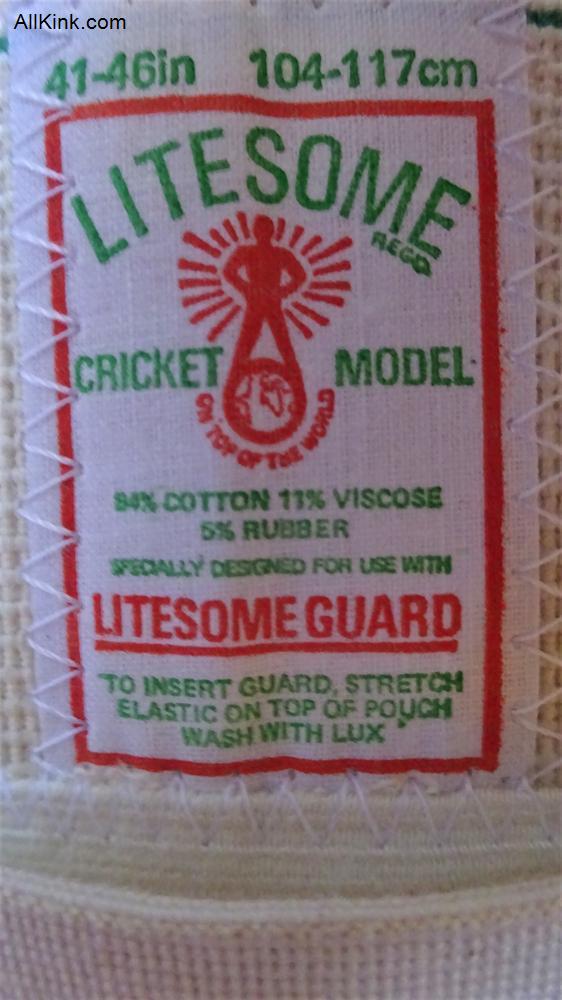 AllKink.com
41-46in 104-117cm
LITESOME
REGD.
CRICKET MODEL
ON TOP OF THE WORLD
84% COTTON 11% VISCOSE
5% RUBBER
SPECIALLY DESIGNED FOR USE WITH
LITESOME GUARD
"TO INSERT GUARD, STRETCH
ELASTIC ON TOP OF POUCH
WASH WITH LUX"